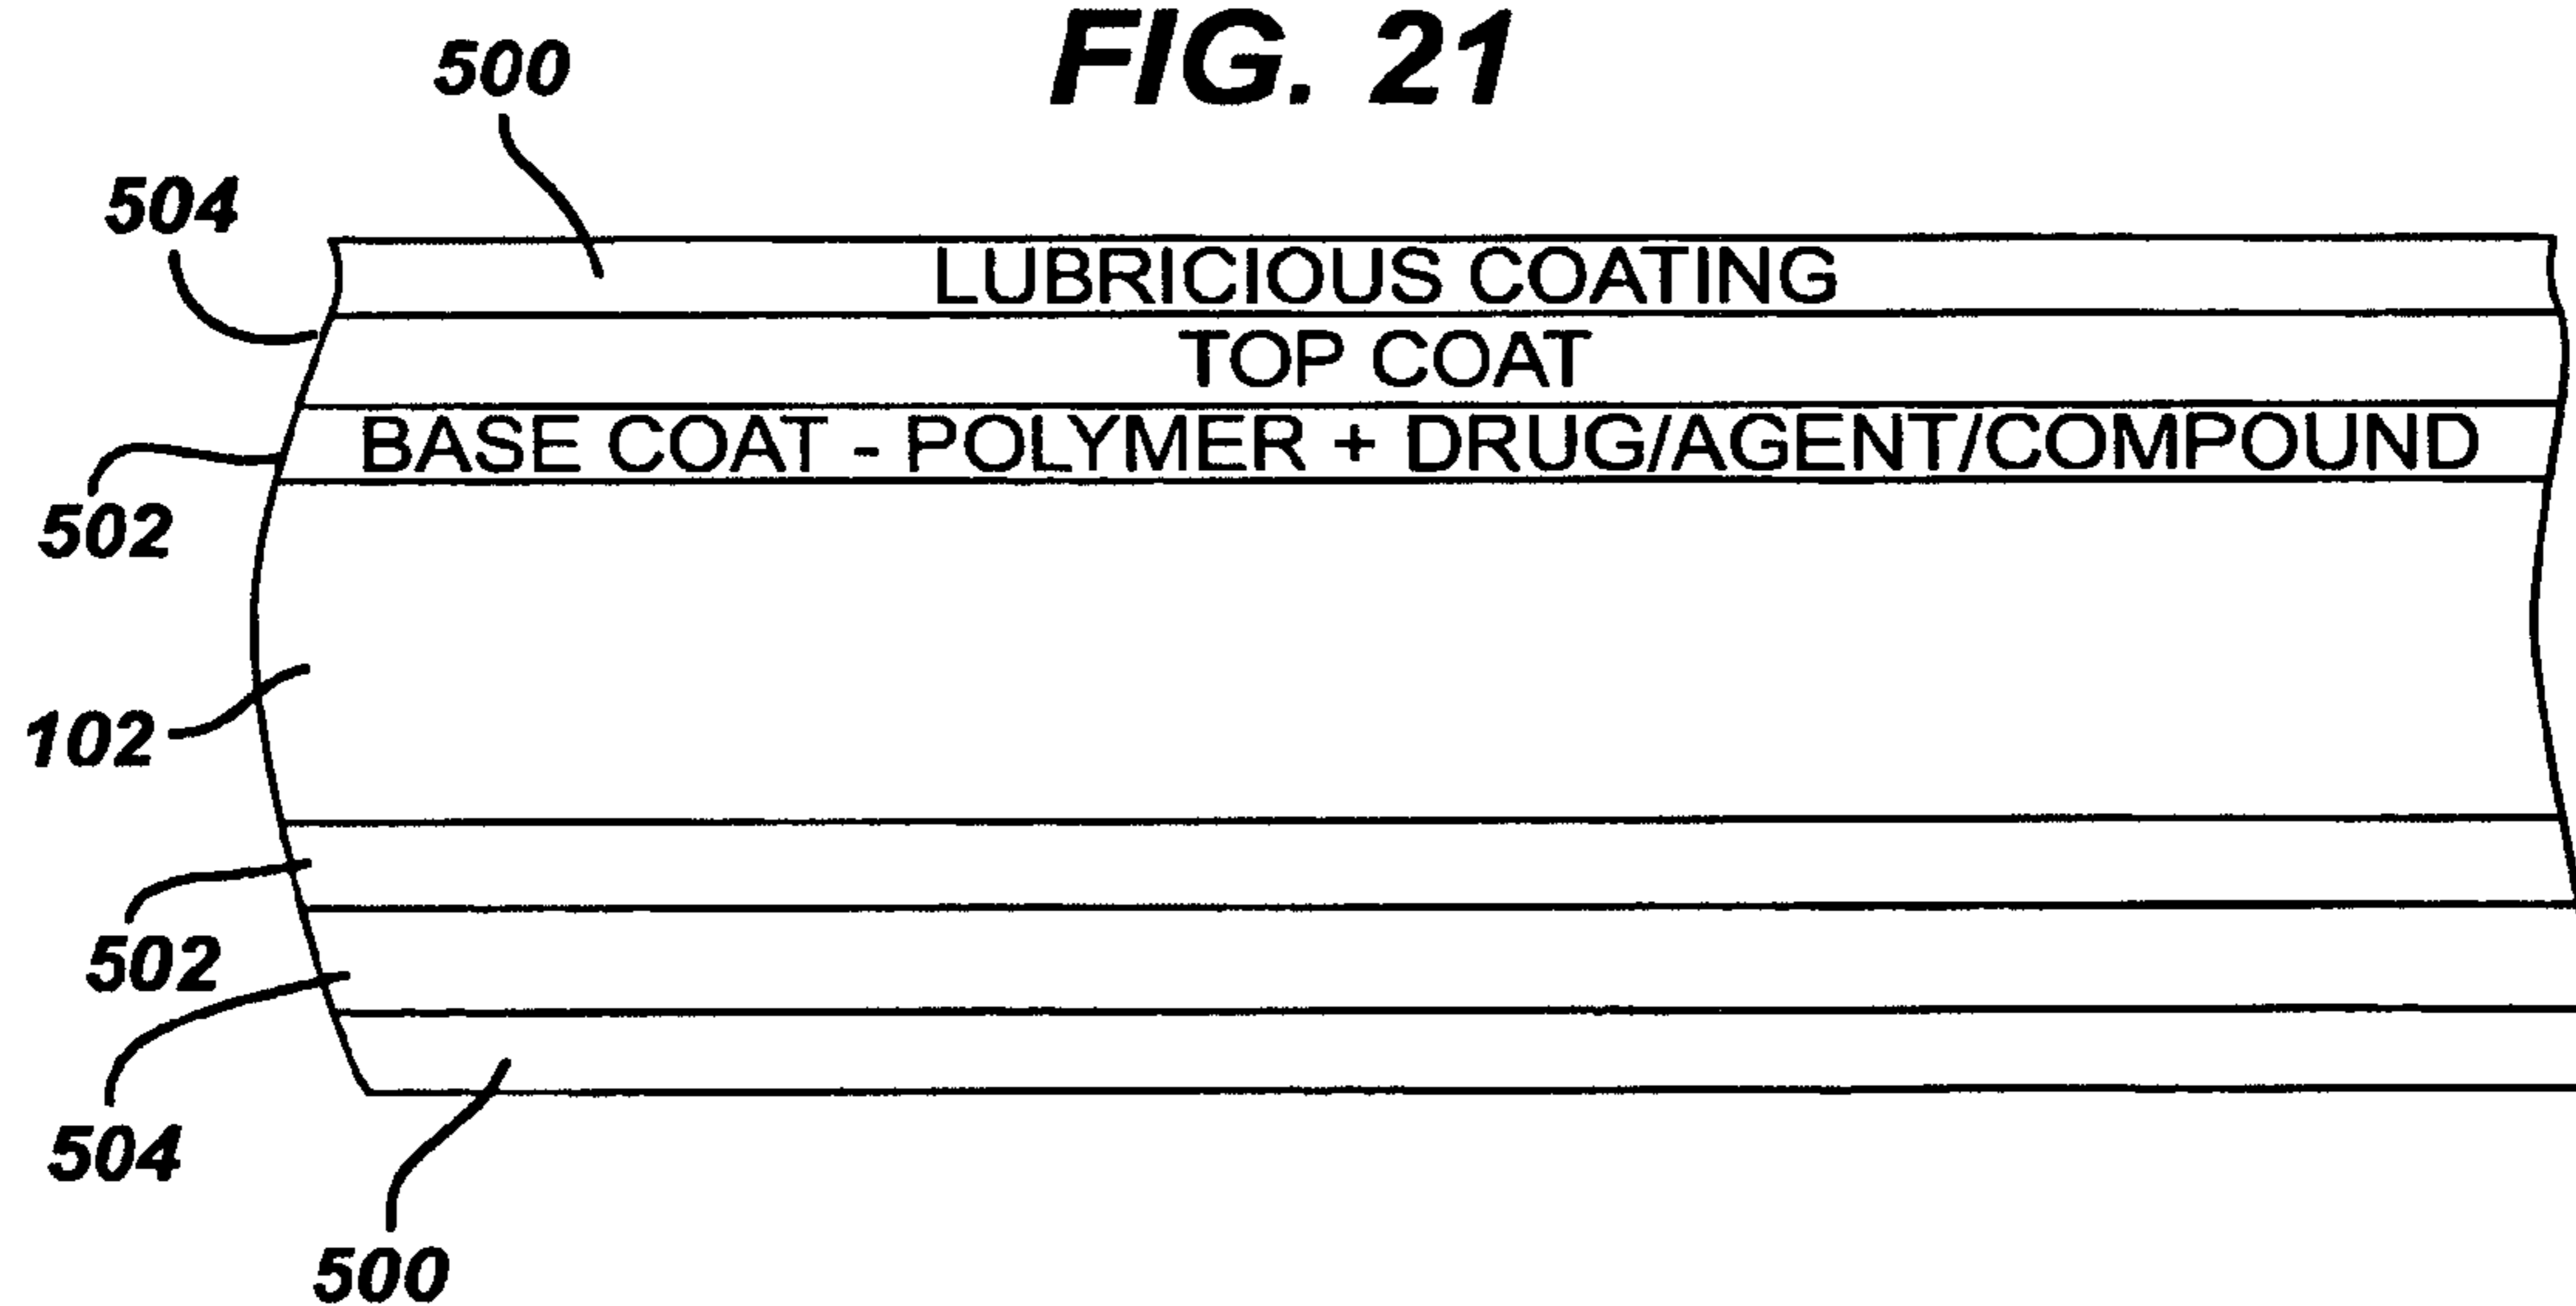 FIG. 21
500
504
LUBRICIOUS COATING
TOP COAT
BASE COAT - POLYMER + DRUG/AGENT/COMPOUND
502
102
502
504
500